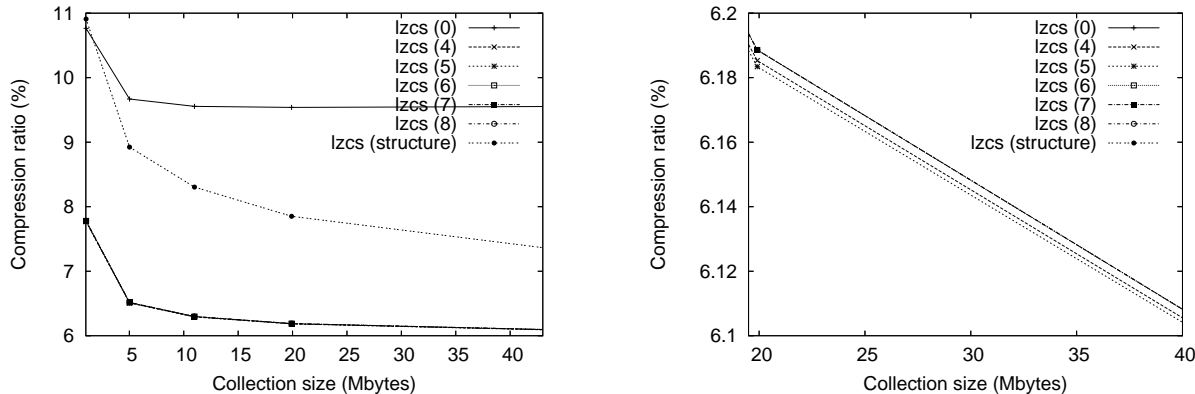 11
10
9
8
7
6
5
10
15
20
25
30
35
40
Compression ratio (%)
Collection size (Mbytes)
lzcs (0)
lzcs (4)
lzcs (5)
lzcs (6)
lzcs (7)
lzcs (8)
lzcs (structure)
6.2
6.18
6.16
6.14
6.12
6.1
20
25
30
35
40
Compression ratio (%)
Collection size (Mbytes)
lzcs (0)
lzcs (4)
lzcs (5)
lzcs (6)
lzcs (7)
lzcs (8)
lzcs (structure)